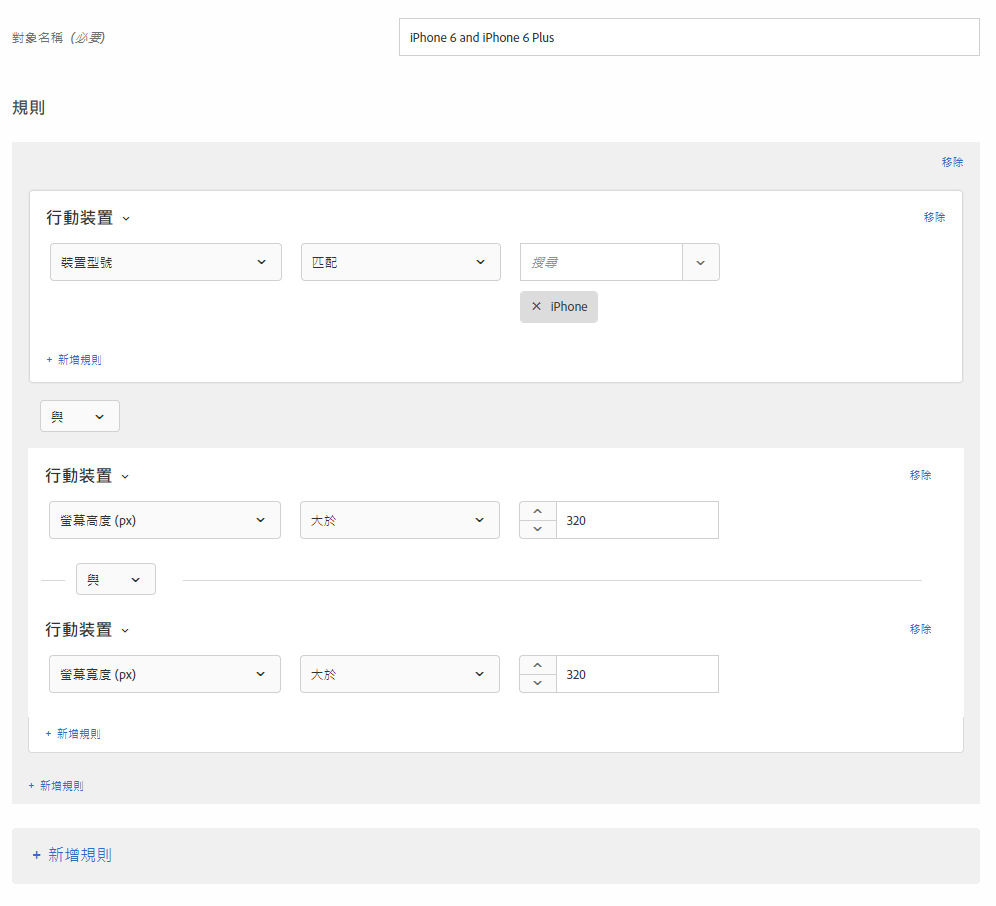 對象名稱 (必要)
iPhone 6 and iPhone 6 Plus
規則
移除
行動裝置
移除
裝置型號
匹配
搜尋
× iPhone
+ 新增規則
與
行動裝置
移除
螢幕高度 (px)
大於
320
與
行動裝置
移除
螢幕寬度 (px)
大於
320
+ 新增規則
+ 新增規則
+ 新增規則